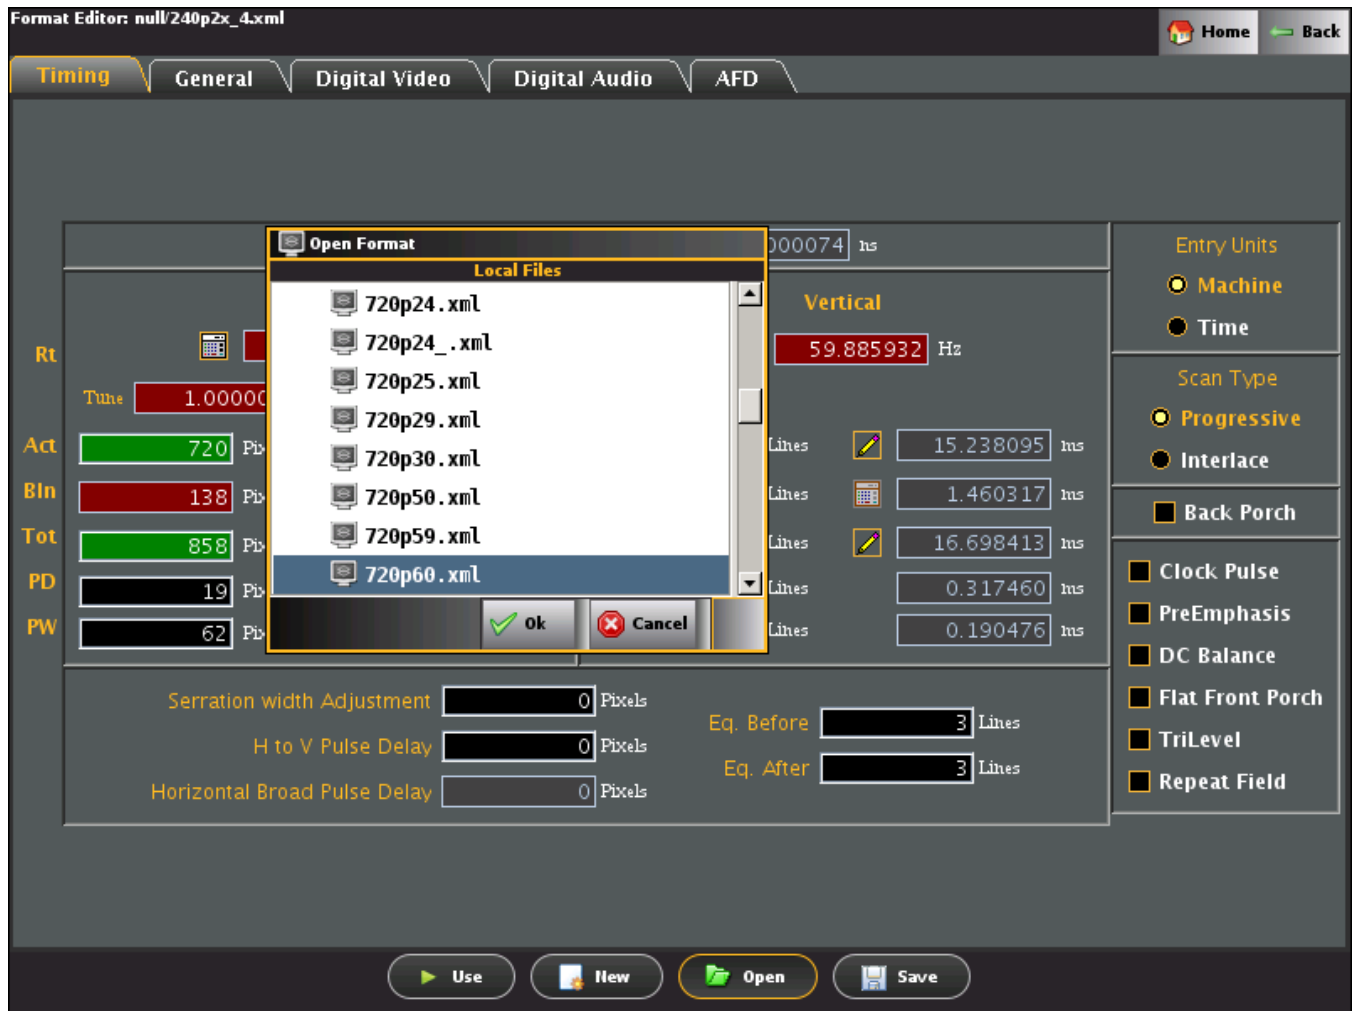 Format Editor: null/240p2x_4.xml
Home Back
Timing General Digital Video Digital Audio AFD
Open Format
Local Files
720p24.xml
720p24_.xml
720p25.xml
720p29.xml
720p30.xml
720p50.xml
720p59.xml
720p60.xml
Ok Cancel
000074 ns
Vertical
Rt 59.885932 Hz
Tune 1.00000
Act 720 Lines 15.238095 ms
Bln 138 Lines 1.460317 ms
Tot 858 Lines 16.698413 ms
PD 19 Lines 0.317460 ms
PW 62 Lines 0.190476 ms
Serration width Adjustment 0 Pixels
H to V Pulse Delay 0 Pixels
Horizontal Broad Pulse Delay 0 Pixels
Eq. Before 3 Lines
Eq. After 3 Lines
Entry Units
Machine
Time
Scan Type
Progressive
Interlace
Back Porch
Clock Pulse
PreEmphasis
DC Balance
Flat Front Porch
TriLevel
Repeat Field
Use New Open Save